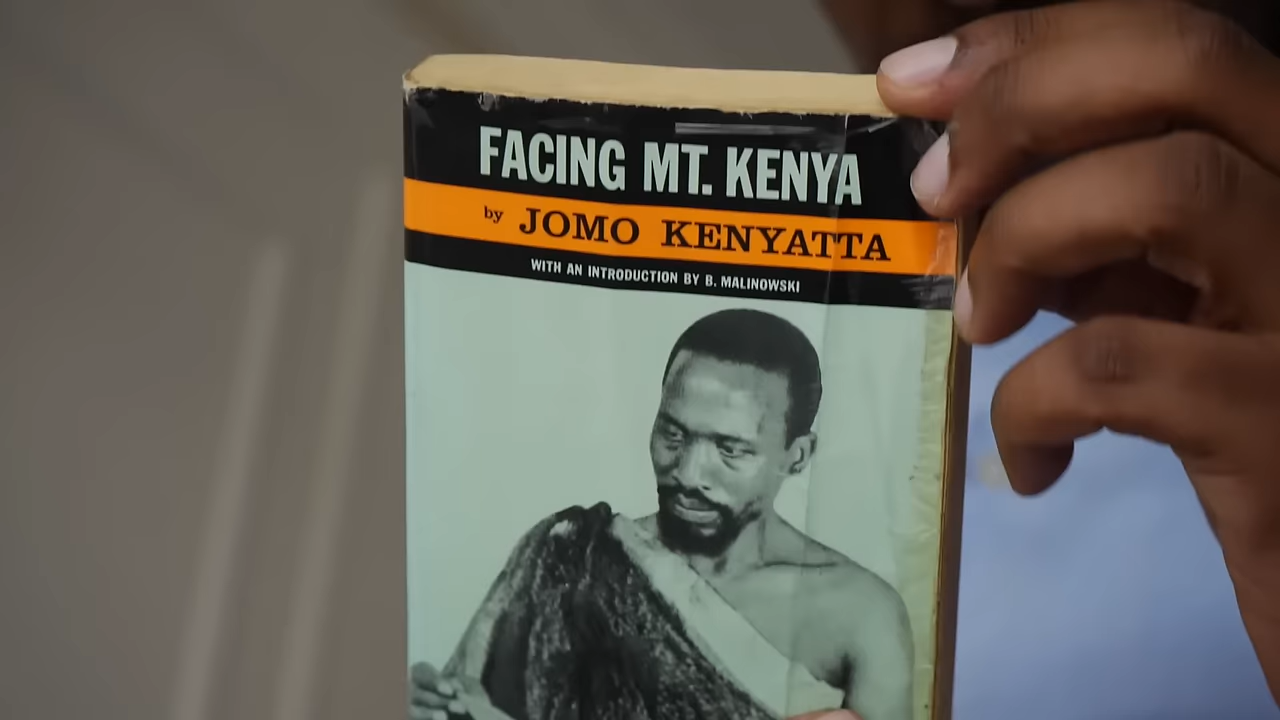 FACING MT. KENYA
by JOMO KENYATTA
WITH AN INTRODUCTION BY B. MALINOWSKI